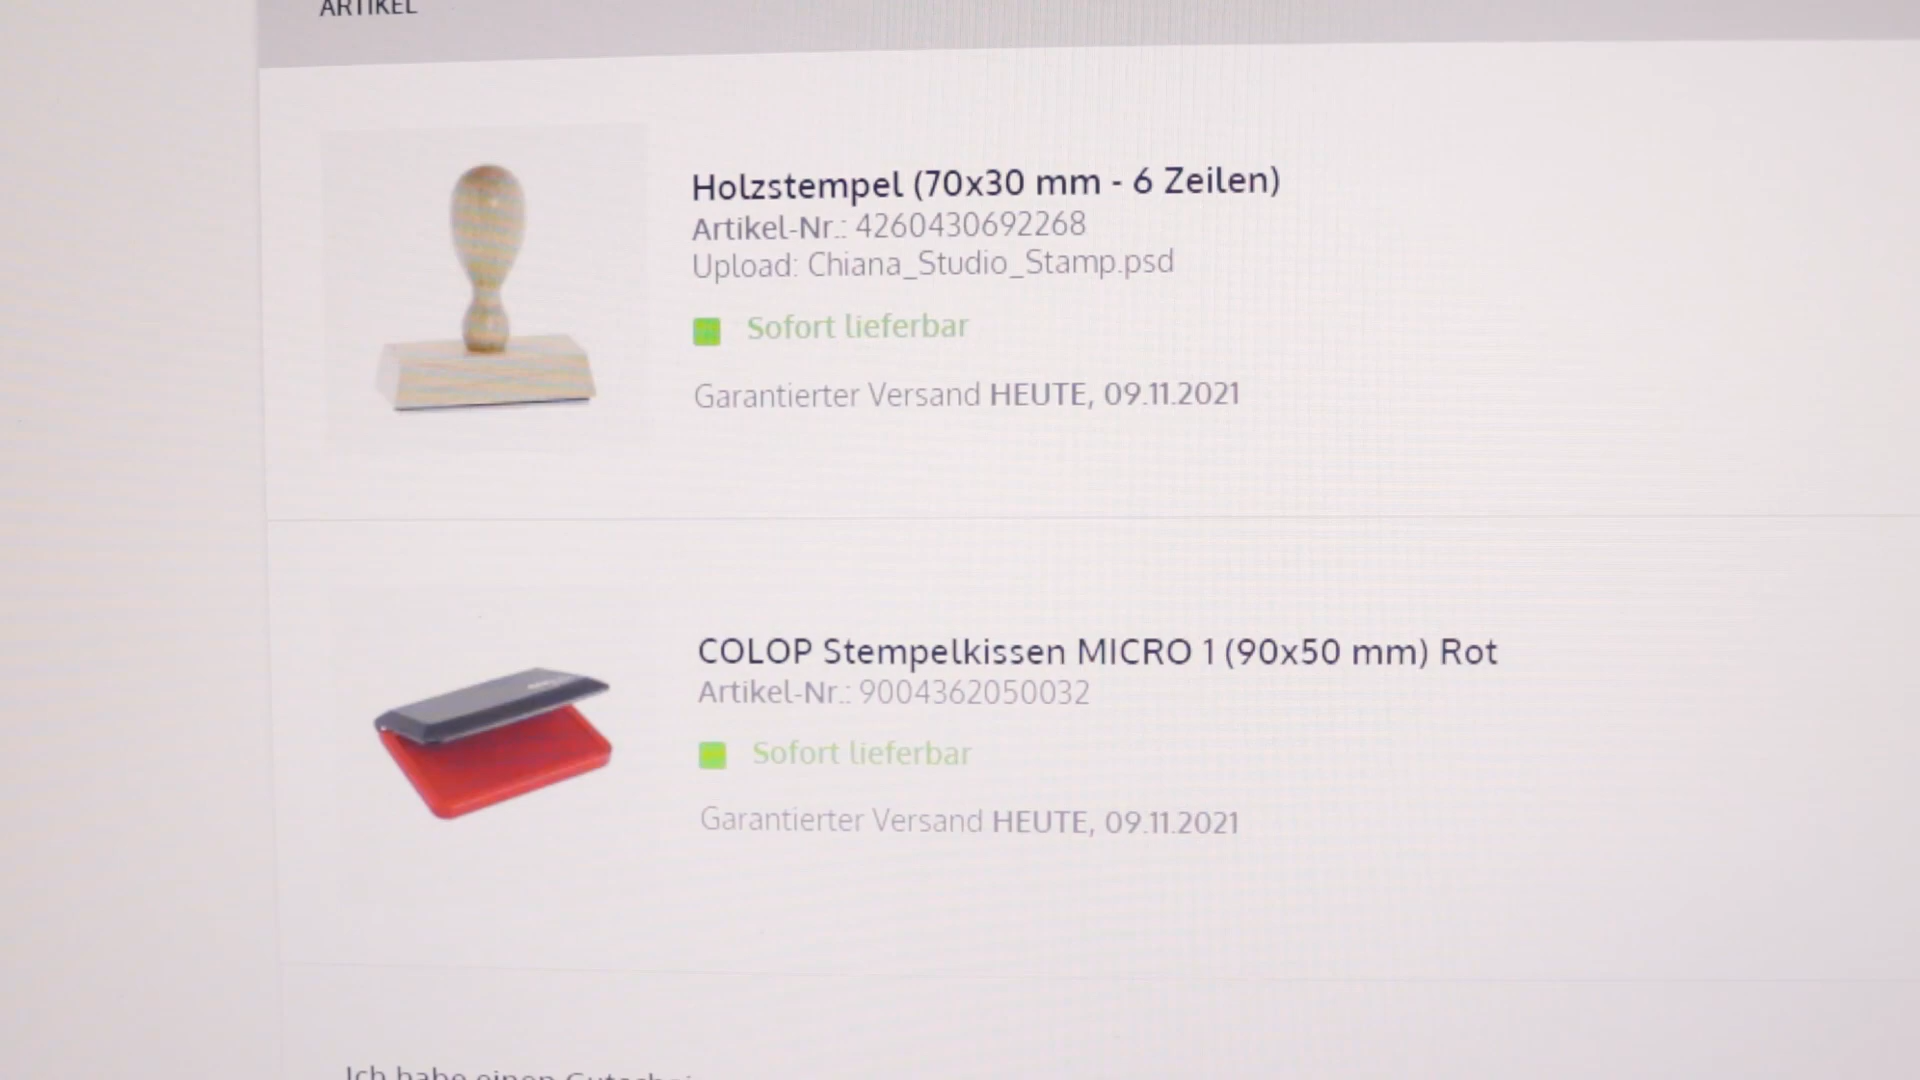 ARTIKEL
Holzstempel (70x30 mm - 6 Zeilen)
Artikel-Nr.: 4260430692268
Upload: Chiana_Studio_Stamp.psd
Sofort lieferbar
Garantierter Versand HEUTE, 09.11.2021
COLOP Stempelkissen MICRO 1 (90x50 mm) Rot
Artikel-Nr.: 9004362050032
Sofort lieferbar
Garantierter Versand HEUTE, 09.11.2021
Ich habe einen